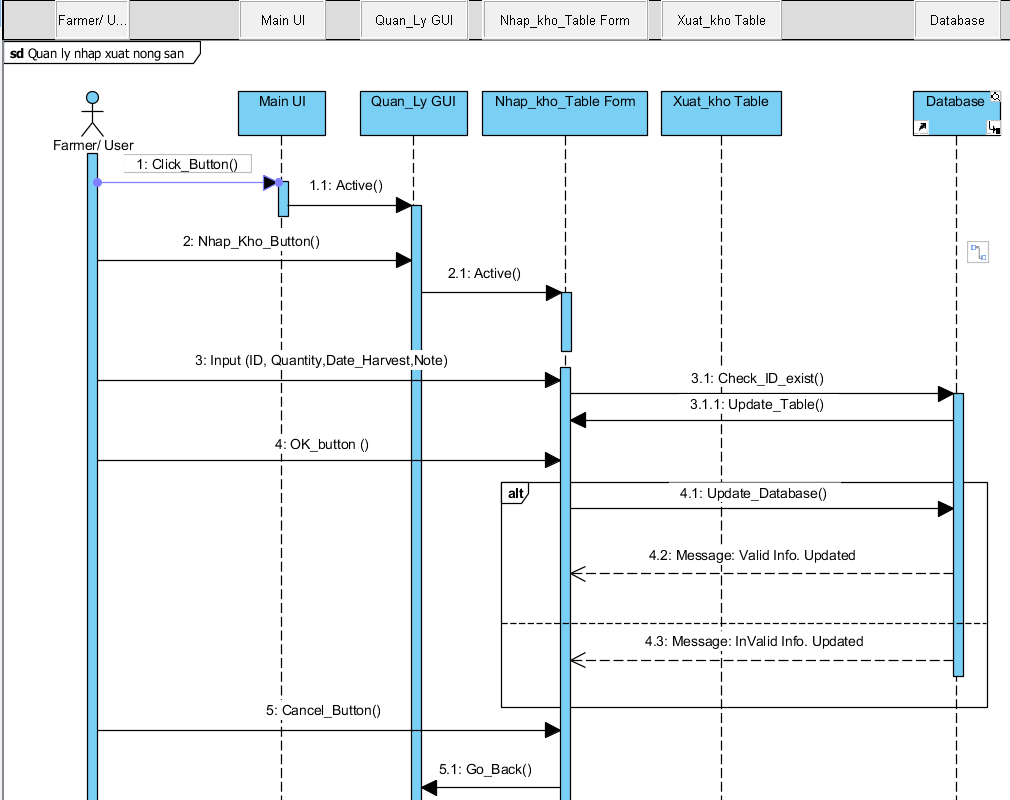 Farmer/ U...
Main UI
Quan_Ly GUI
Nhap_kho_Table Form
Xuat_kho Table
Database
sd Quan ly nhap xuat nong san
Main UI
Quan_Ly GUI
Nhap_kho_Table Form
Xuat_kho Table
Database
Farmer/ User
1: Click_Button()
1.1: Active()
2: Nhap_Kho_Button()
2.1: Active()
3: Input (ID, Quantity,Date_Harvest,Note)
3.1: Check_ID_exist()
3.1.1: Update_Table()
4: OK_button ()
alt
4.1: Update_Database()
4.2: Message: Valid Info. Updated
4.3: Message: InValid Info. Updated
5: Cancel_Button()
5.1: Go_Back()